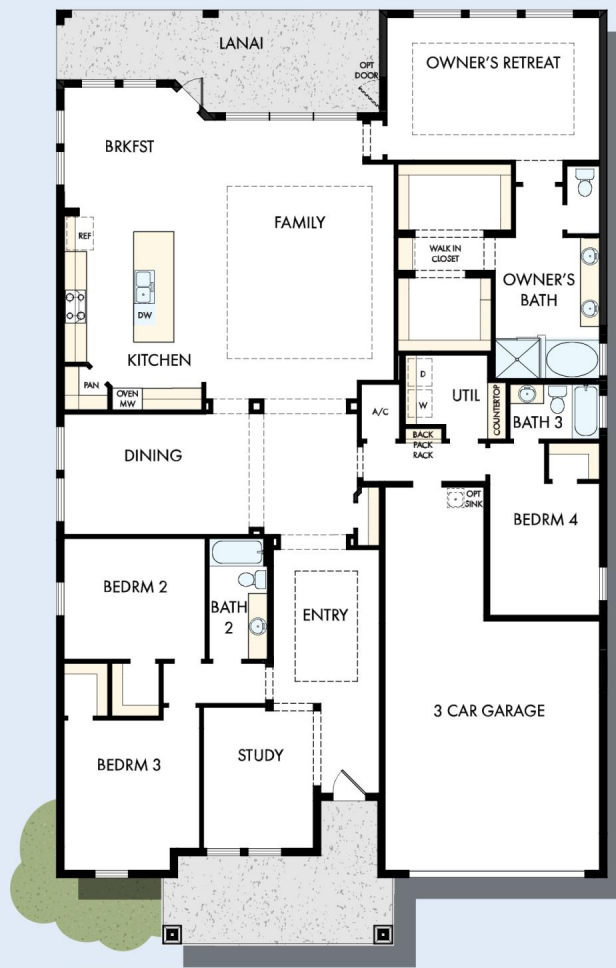 LANAI
OPT
DOOR
OWNER'S RETREAT
BRKFST
FAMILY
REF
WALK IN
CLOSET
OWNER'S
BATH
DW
KITCHEN
PAN
OVEN
MW
D
W
UTIL
COUNTERTOP
A/C
BATH 3
BACK
PACK
RACK
DINING
OPT
SINK
BEDRM 4
BEDRM 2
BATH
2
ENTRY
3 CAR GARAGE
BEDRM 3
STUDY